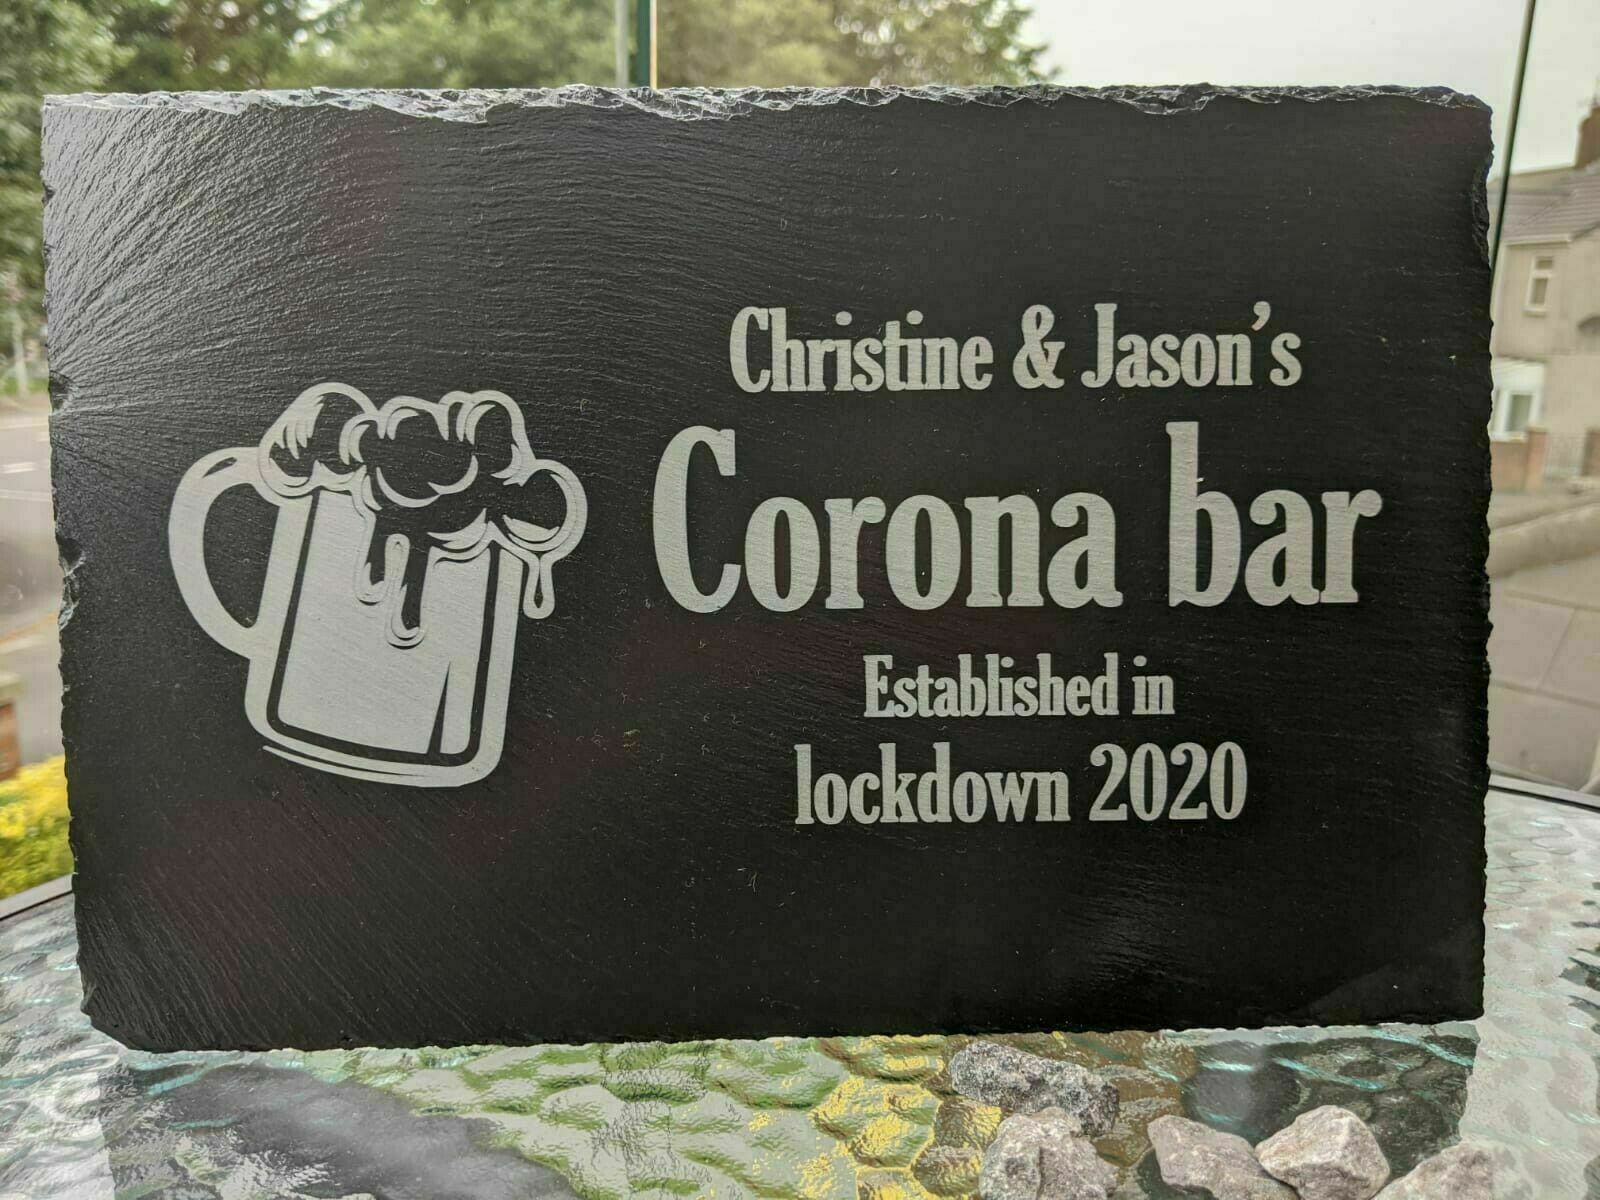 Christine & Jason's
Corona bar
Established in
lockdown 2020